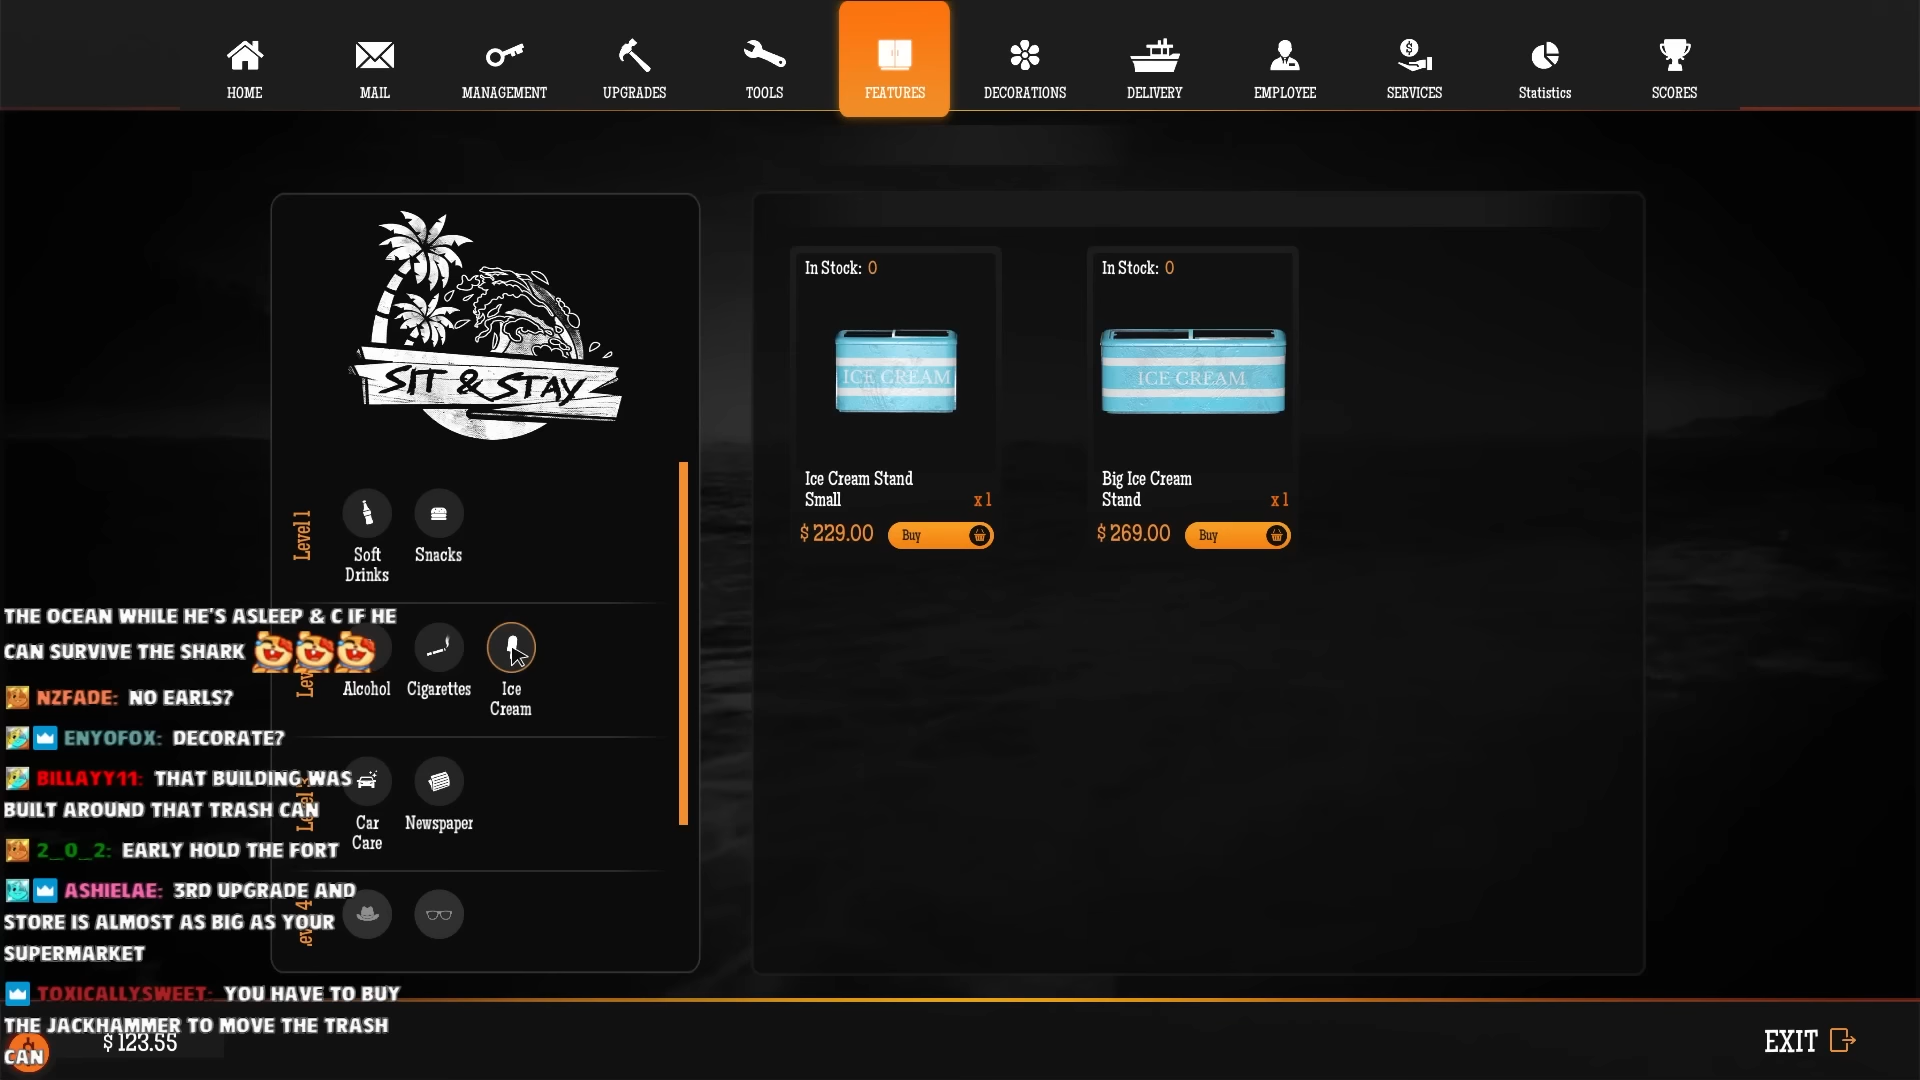 HOME
MAIL
MANAGEMENT
UPGRADES
TOOLS
FEATURES
DECORATIONS
DELIVERY
EMPLOYEE
SERVICES
Statistics
SCORES
SIT & STAY
Level 1
Soft
Drinks
Snacks
Alcohol
Cigarettes
Ice
Cream
Car
Care
Newspaper
In Stock: 0
ICE CREAM
Ice Cream Stand
Small
x 1
$ 229.00
Buy
In Stock: 0
ICE CREAM
Big Ice Cream
Stand
x 1
$ 269.00
Buy
THE OCEAN WHILE HE'S ASLEEP & C IF HE
CAN SURVIVE THE SHARK
NZFADE: NO EARLS?
ENYOFOX: DECORATE?
BILLAYY11: THAT BUILDING WAS
BUILT AROUND THAT TRASH CAN
2_0_2: EARLY HOLD THE FORT
ASHIELAE: 3RD UPGRADE AND
STORE IS ALMOST AS BIG AS YOUR
SUPERMARKET
TOXICALLYSWEET: YOU HAVE TO BUY
THE JACKHAMMER TO MOVE THE TRASH
CAN
$ 123.55
EXIT